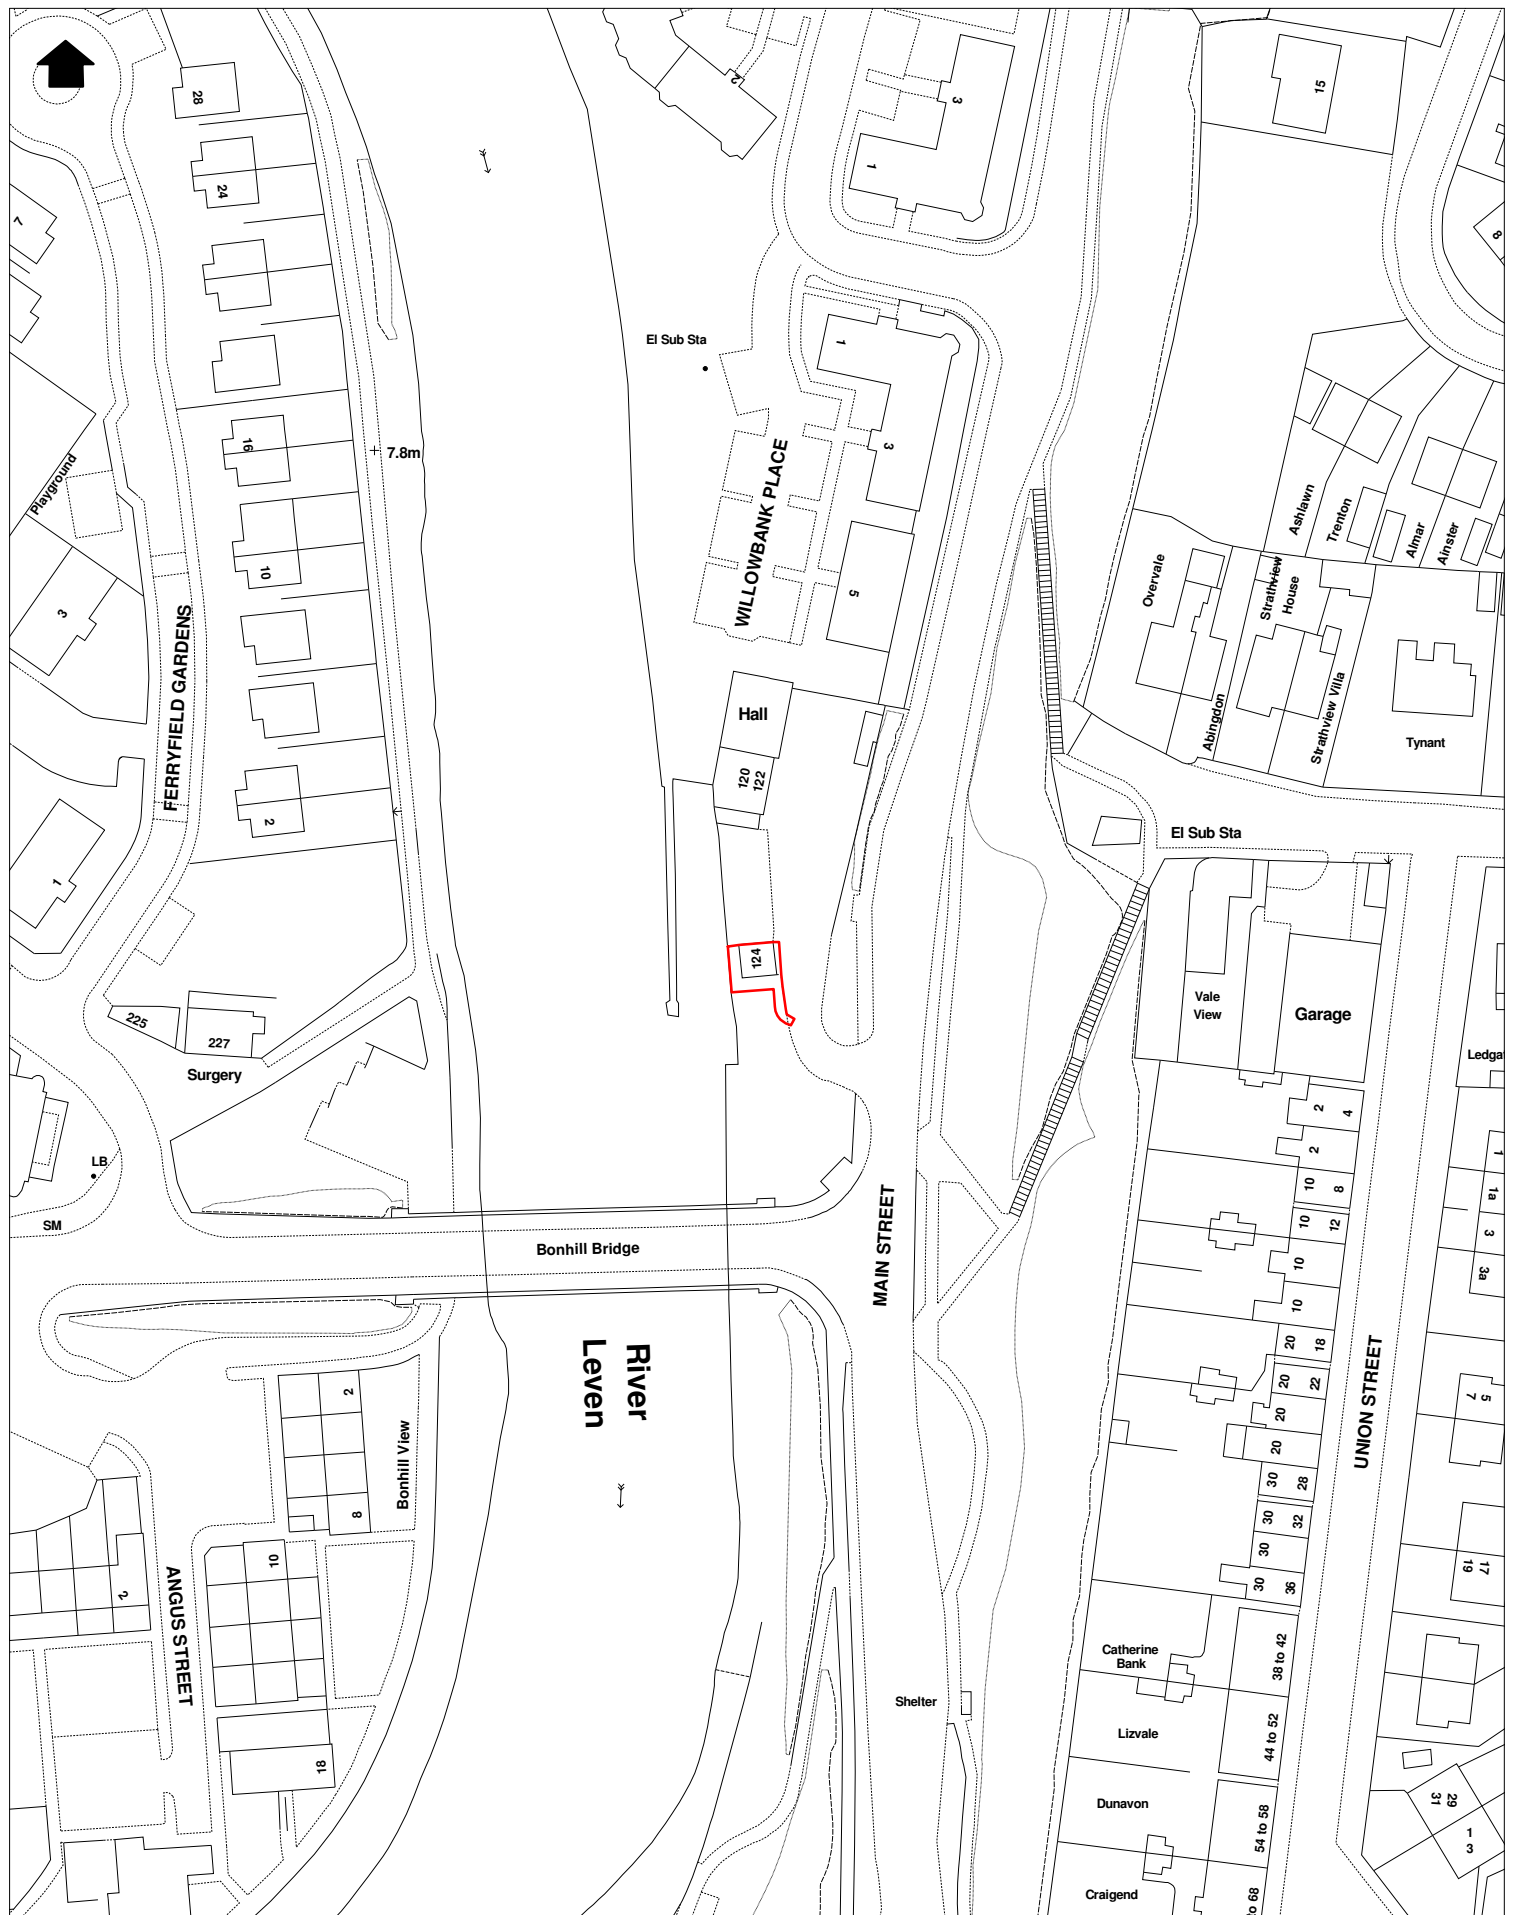 28
24
16
10
2
7
3
1
Playground
FERRYFIELD GARDENS
7.8m
2
3
1
El Sub Sta
1
3
5
WILLOWBANK PLACE
Hall
120
122
124
15
8
Ashlawn
Trenton
Almar
Ainster
Overvale
Strathview
House
Abingdon
Strathview Villa
Tynant
El Sub Sta
Vale
View
Garage
225
227
Surgery
LB
SM
Bonhill Bridge
MAIN STREET
River
Leven
2
4
2
10
8
10
12
10
10
20
18
20
22
20
20
30
28
30
32
30
30
36
UNION STREET
1
1a
3
3a
5
7
17
19
2
8
Bonhill View
10
18
2
ANGUS STREET
Shelter
Catherine
Bank
Lizvale
Dunavon
Craigend
38 to 42
44 to 52
54 to 58
to 68
29
31
1
3